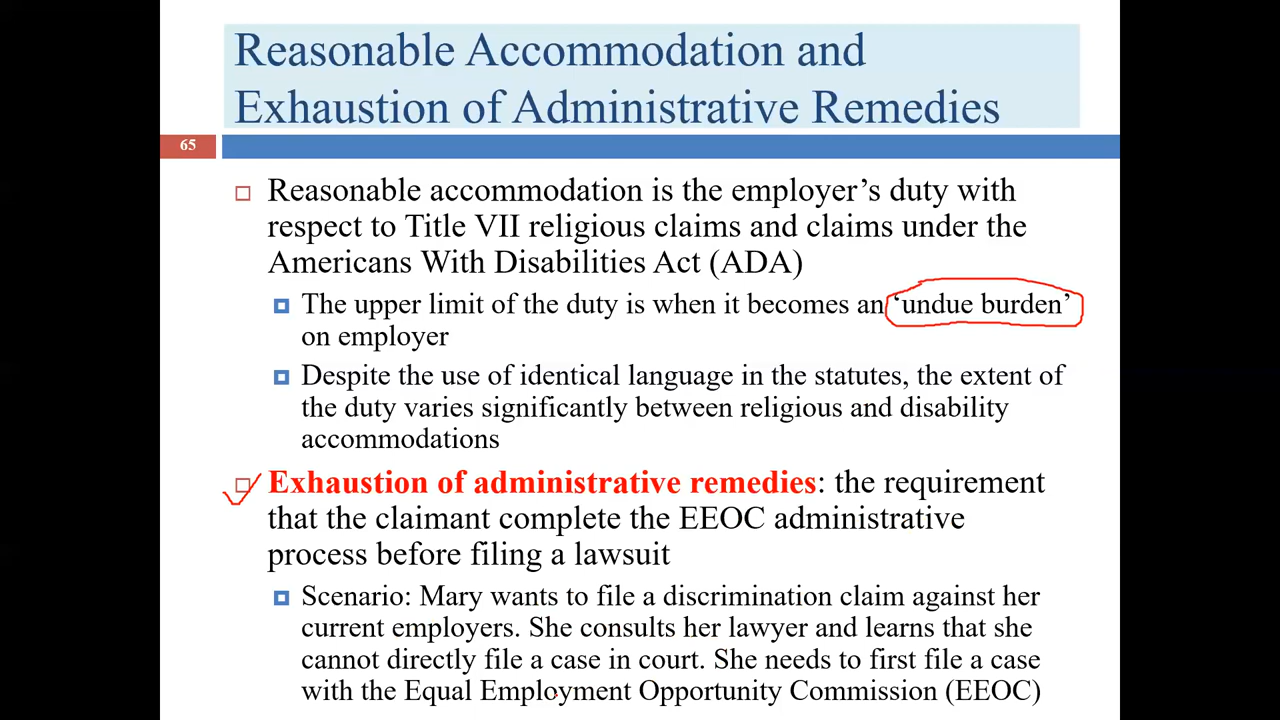 Reasonable Accommodation and
Exhaustion of Administrative Remedies
65
Reasonable accommodation is the employer’s duty with
respect to Title VII religious claims and claims under the
Americans With Disabilities Act (ADA)
The upper limit of the duty is when it becomes an ‘undue burden’
on employer
Despite the use of identical language in the statutes, the extent of
the duty varies significantly between religious and disability
accommodations
Exhaustion of administrative remedies: the requirement
that the claimant complete the EEOC administrative
process before filing a lawsuit
Scenario: Mary wants to file a discrimination claim against her
current employers. She consults her lawyer and learns that she
cannot directly file a case in court. She needs to first file a case
with the Equal Employment Opportunity Commission (EEOC)